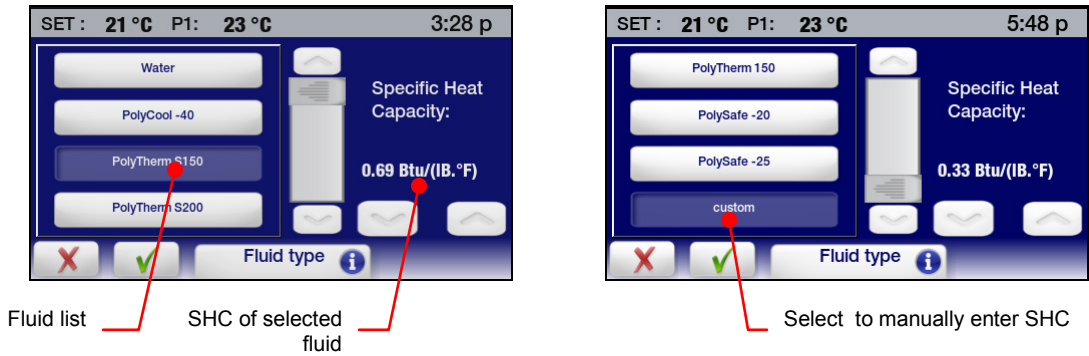 SET : 21 °C P1: 23 °C 3:28 p
Water
PolyCool -40
PolyTherm S150
PolyTherm S200
Specific Heat
Capacity:
0.69 Btu/(IB.°F)
Fluid type
Fluid list
SHC of selected
fluid
SET : 21 °C P1: 23 °C 5:48 p
PolyTherm 150
PolySafe -20
PolySafe -25
custom
Specific Heat
Capacity:
0.33 Btu/(IB.°F)
Fluid type
Select to manually enter SHC